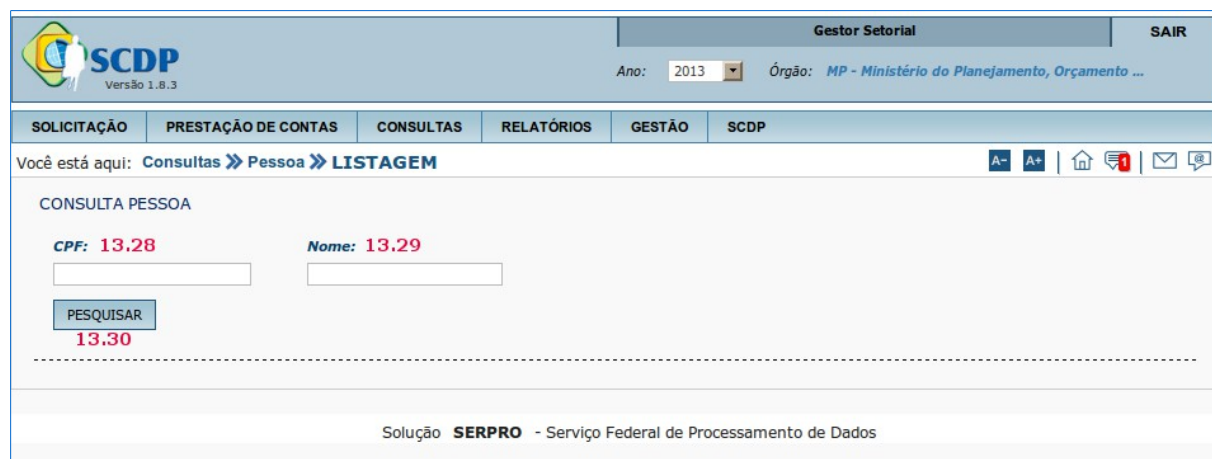 Gestor Setorial SAIR
SCDP
Versão 1.8.3
Ano: 2013 Órgão: MP - Ministério do Planejamento, Orçamento ...
SOLICITAÇÃO PRESTAÇÃO DE CONTAS CONSULTAS RELATÓRIOS GESTÃO SCDP
Você está aqui: Consultas Pessoa LISTAGEM A- A+ | 1 | @
CONSULTA PESSOA
CPF: 13.28 Nome: 13.29
PESQUISAR
13.30
Solução SERPRO - Serviço Federal de Processamento de Dados